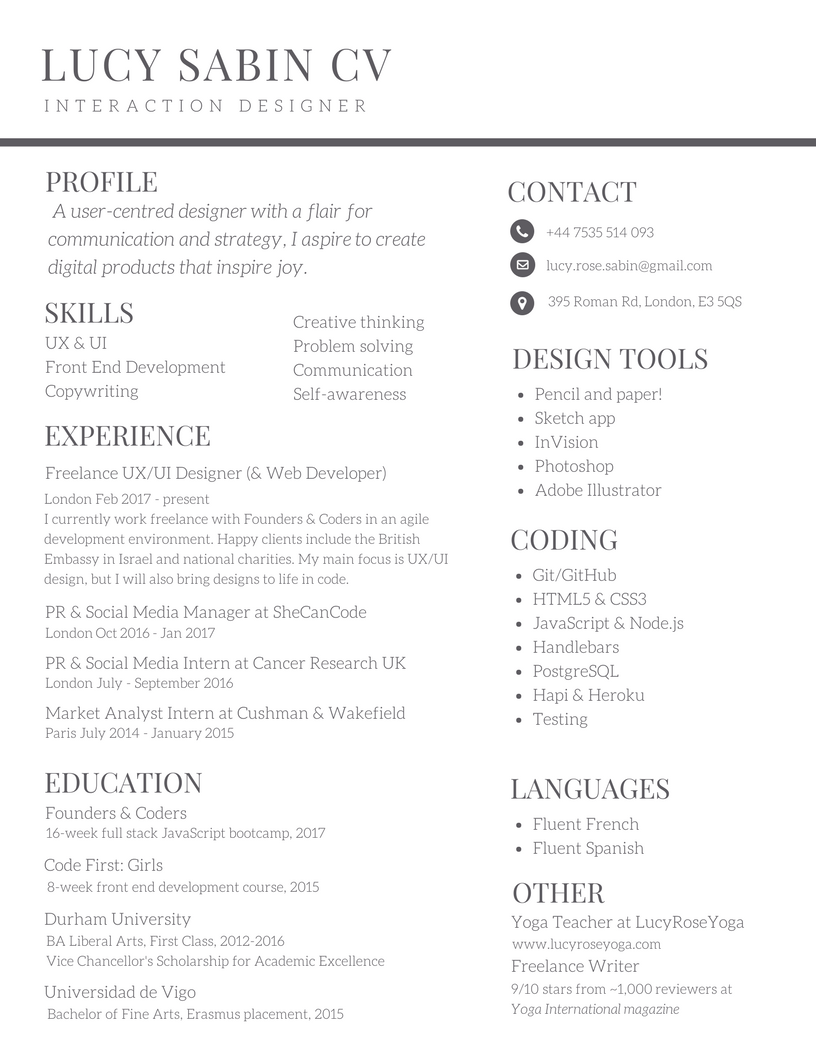 LUCY SABIN CV
INTERACTION DESIGNER
PROFILE
A user-centred designer with a flair for
communication and strategy, I aspire to create
digital products that inspire joy.
SKILLS
UX & UI
Front End Development
Copywriting
Creative thinking
Problem solving
Communication
Self-awareness
EXPERIENCE
Freelance UX/UI Designer (& Web Developer)
London Feb 2017 - present
I currently work freelance with Founders & Coders in an agile
development environment. Happy clients include the British
Embassy in Israel and national charities. My main focus is UX/UI
design, but I will also bring designs to life in code.
PR & Social Media Manager at SheCanCode
London Oct 2016 - Jan 2017
PR & Social Media Intern at Cancer Research UK
London July - September 2016
Market Analyst Intern at Cushman & Wakefield
Paris July 2014 - January 2015
EDUCATION
Founders & Coders
16-week full stack JavaScript bootcamp, 2017
Code First: Girls
8-week front end development course, 2015
Durham University
BA Liberal Arts, First Class, 2012-2016
Vice Chancellor's Scholarship for Academic Excellence
Universidad de Vigo
Bachelor of Fine Arts, Erasmus placement, 2015
CONTACT
+44 7535 514 093
lucy.rose.sabin@gmail.com
395 Roman Rd, London, E3 5QS
DESIGN TOOLS
• Pencil and paper!
• Sketch app
• InVision
• Photoshop
• Adobe Illustrator
CODING
• Git/GitHub
• HTML5 & CSS3
• JavaScript & Node.js
• Handlebars
• PostgreSQL
• Hapi & Heroku
• Testing
LANGUAGES
• Fluent French
• Fluent Spanish
OTHER
Yoga Teacher at LucyRoseYoga
www.lucyroseyoga.com
Freelance Writer
9/10 stars from ~1,000 reviewers at
Yoga International magazine